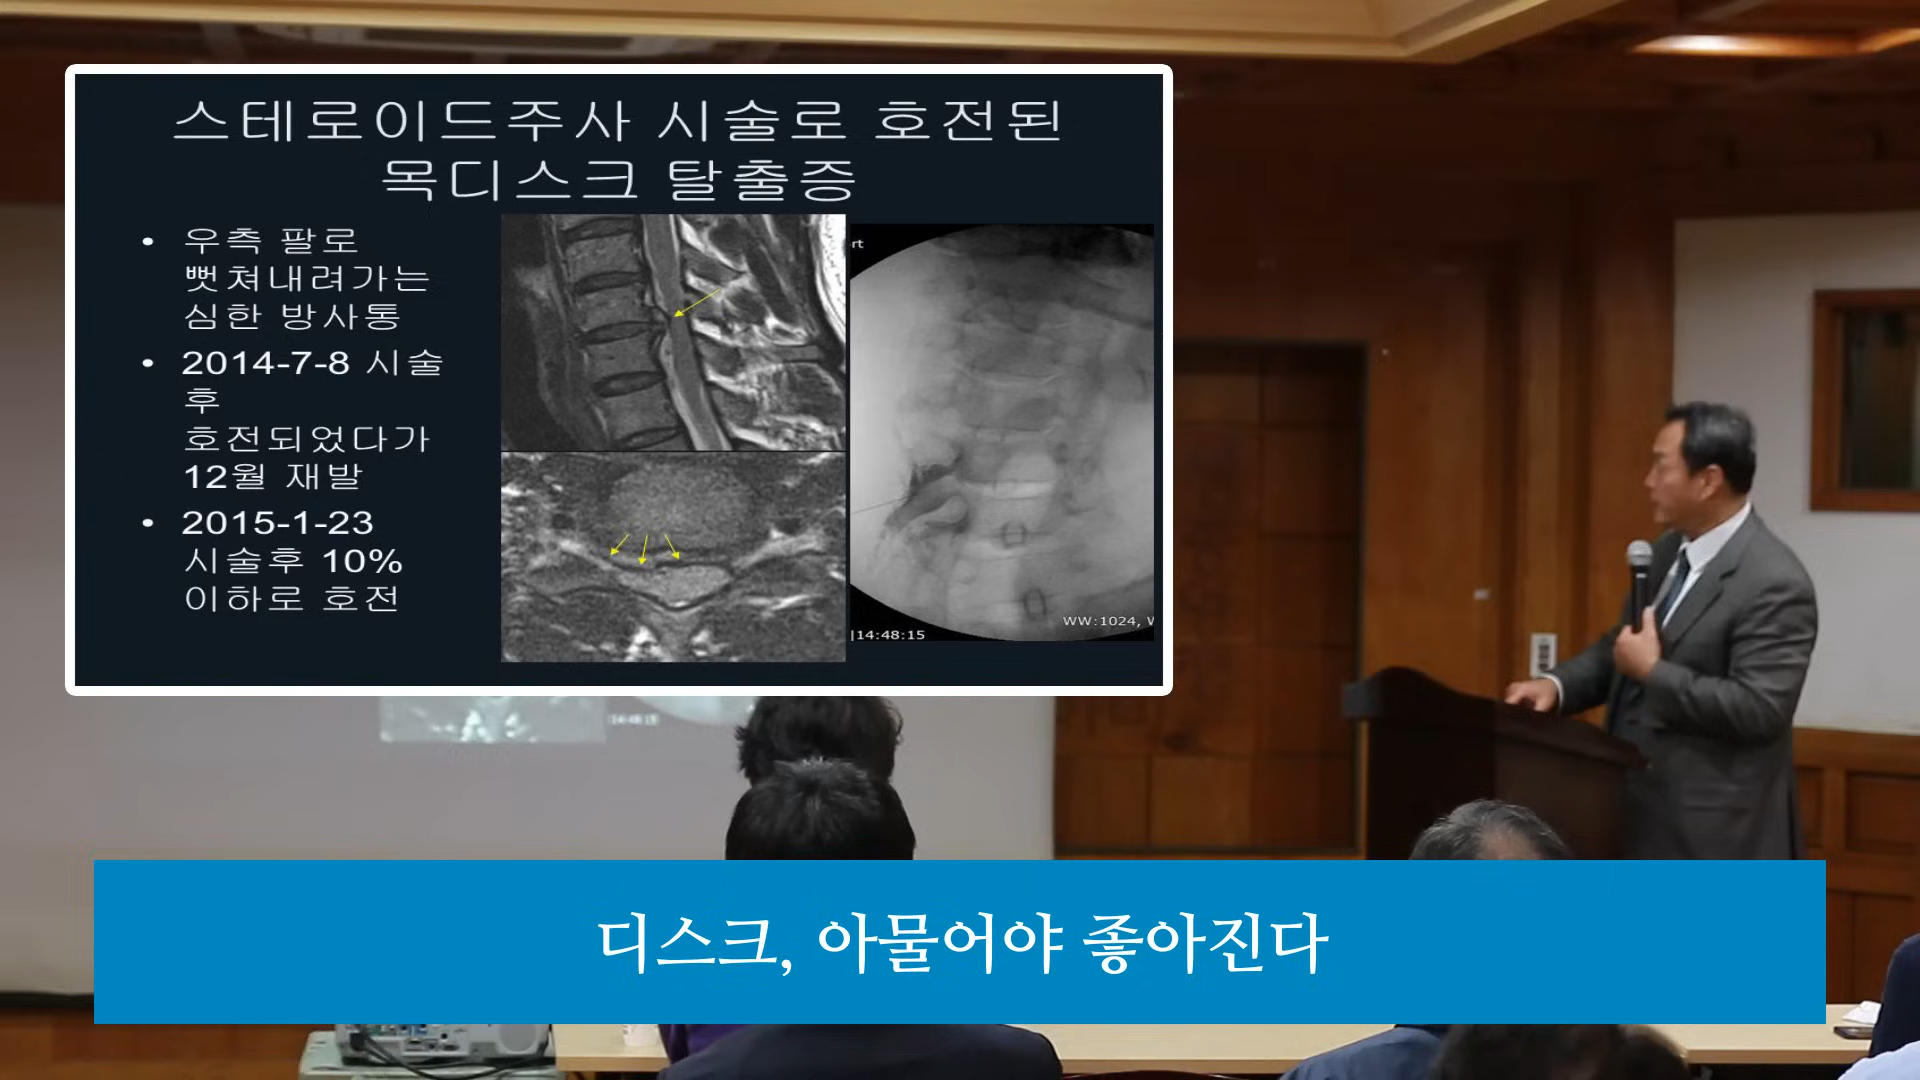 스테로이드주사 시술로 호전된
목디스크 탈출증
• 우측 팔로
뻗쳐내려가는
심한 방사통
• 2014-7-8 시술
후
호전되었다가
12월 재발
• 2015-1-23
시술후 10%
이하로 호전
rt
14:48:15
WW:1024, W
14:48:15
디스크, 아물어야 좋아진다